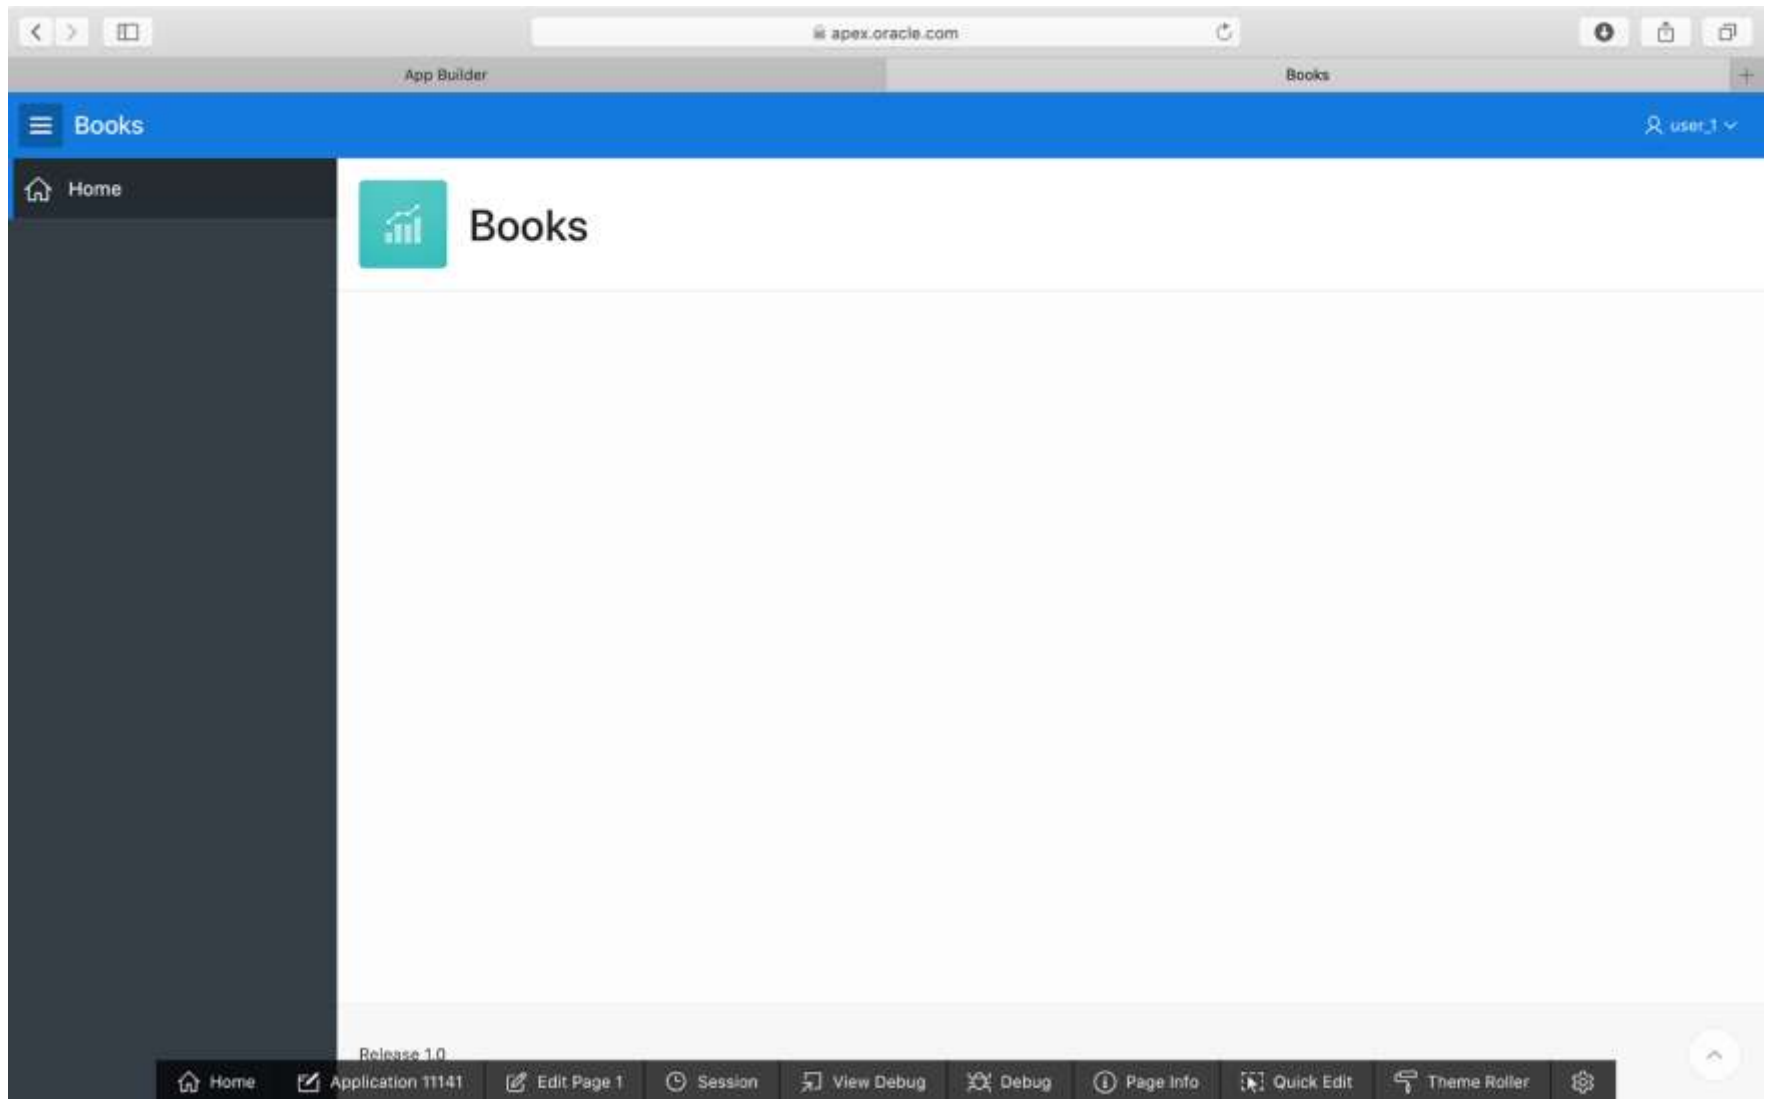 apex.oracle.com
App Builder
Books
Books
user_1
Home
Books
Release 1.0
Home
Application 11141
Edit Page 1
Session
View Debug
Debug
Page Info
Quick Edit
Theme Roller